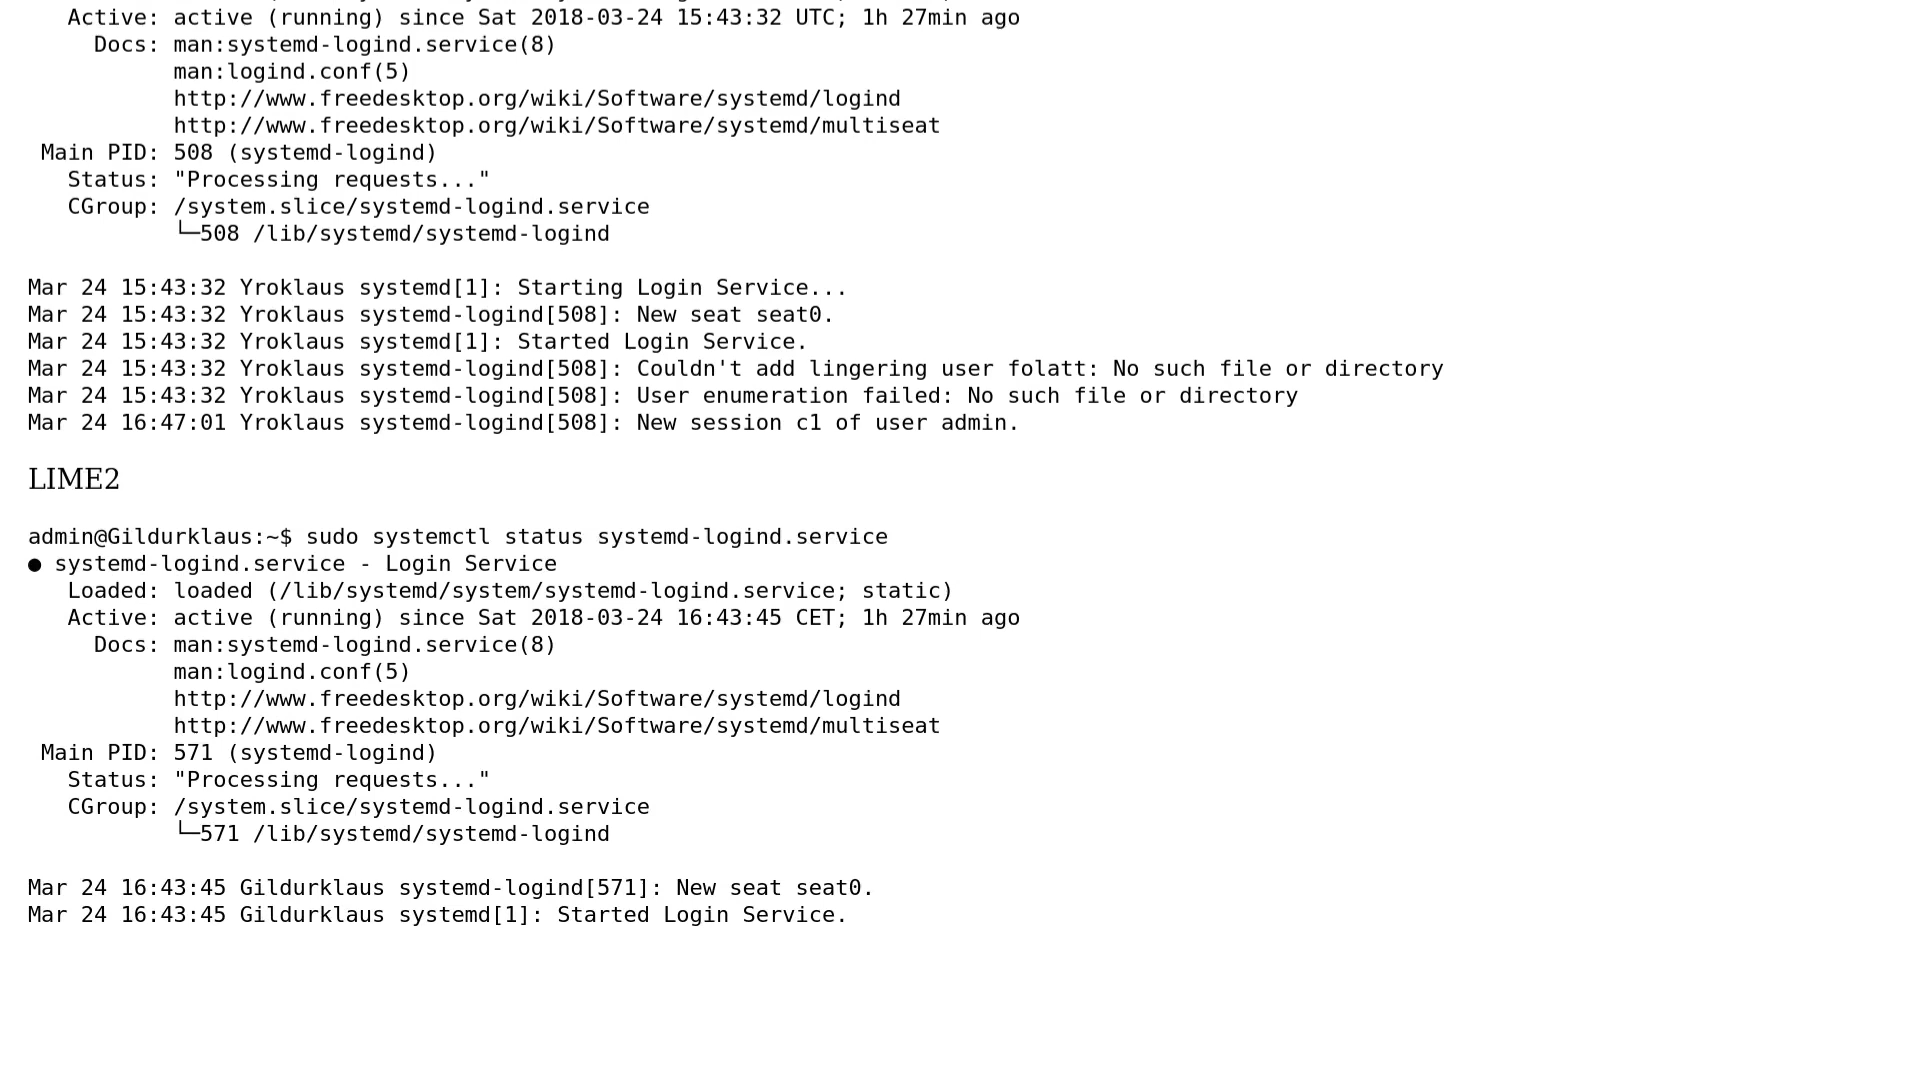 Active: active (running) since Sat 2018-03-24 15:43:32 UTC; 1h 27min ago
Docs: man:systemd-logind.service(8)
man:logind.conf(5)
http://www.freedesktop.org/wiki/Software/systemd/logind
http://www.freedesktop.org/wiki/Software/systemd/multiseat
Main PID: 508 (systemd-logind)
Status: "Processing requests..."
CGroup: /system.slice/systemd-logind.service
└─508 /lib/systemd/systemd-logind
Mar 24 15:43:32 Yroklaus systemd[1]: Starting Login Service...
Mar 24 15:43:32 Yroklaus systemd-logind[508]: New seat seat0.
Mar 24 15:43:32 Yroklaus systemd[1]: Started Login Service.
Mar 24 15:43:32 Yroklaus systemd-logind[508]: Couldn't add lingering user folatt: No such file or directory
Mar 24 15:43:32 Yroklaus systemd-logind[508]: User enumeration failed: No such file or directory
Mar 24 16:47:01 Yroklaus systemd-logind[508]: New session c1 of user admin.
LIME2
admin@Gildurklaus:~$ sudo systemctl status systemd-logind.service
● systemd-logind.service - Login Service
Loaded: loaded (/lib/systemd/system/systemd-logind.service; static)
Active: active (running) since Sat 2018-03-24 16:43:45 CET; 1h 27min ago
Docs: man:systemd-logind.service(8)
man:logind.conf(5)
http://www.freedesktop.org/wiki/Software/systemd/logind
http://www.freedesktop.org/wiki/Software/systemd/multiseat
Main PID: 571 (systemd-logind)
Status: "Processing requests..."
CGroup: /system.slice/systemd-logind.service
└─571 /lib/systemd/systemd-logind
Mar 24 16:43:45 Gildurklaus systemd-logind[571]: New seat seat0.
Mar 24 16:43:45 Gildurklaus systemd[1]: Started Login Service.